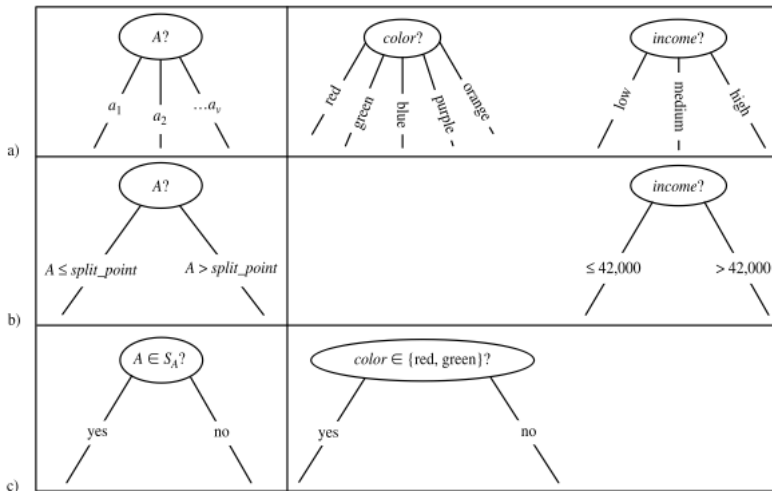 A?
color?
income?
a1
a2
…av
red
green
blue
purple
orange
low
medium
high
a)
A?
income?
A ≤ split_point
A > split_point
≤ 42,000
> 42,000
b)
A ∈ SA?
color ∈ {red, green}?
yes
no
yes
no
c)